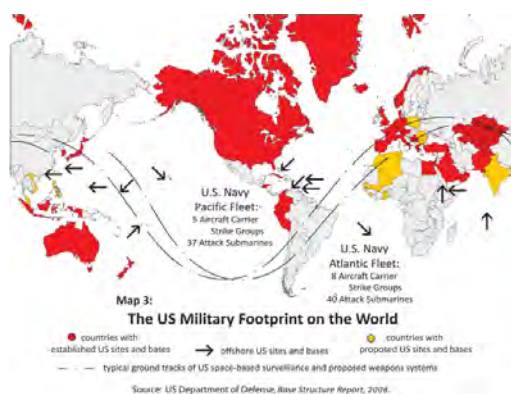 U.S. Navy
Pacific Fleet:
5 Aircraft Carrier
Strike Groups
37 Attack Submarines
U.S. Navy
Atlantic Fleet:
8 Aircraft Carrier
Strike Groups
40 Attack Submarines
Map 3:
The US Military Footprint on the World
countries with
established US sites and bases
offshore US sites and bases
countries with
proposed US sites and bases
typical ground tracks of US space-based surveillance and proposed weapons systems
Source: US Department of Defense, Base Structure Report, 2006.